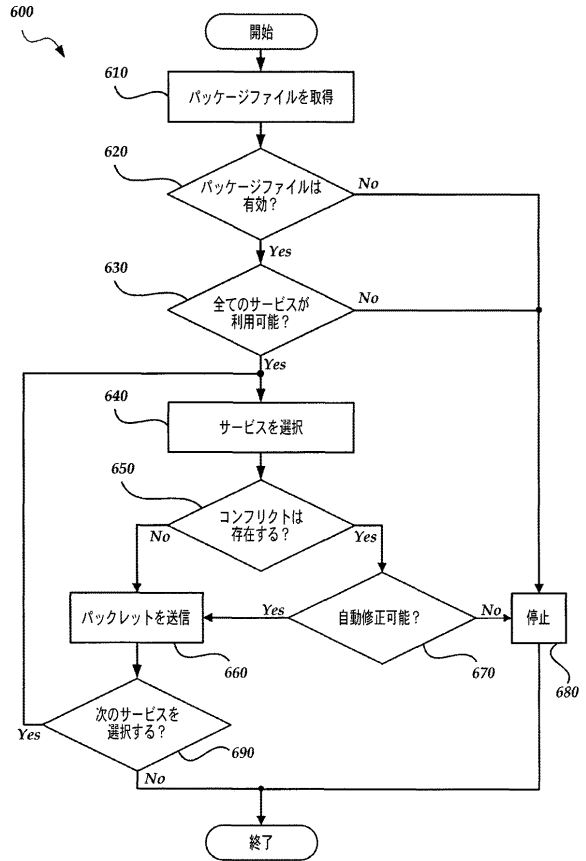 600
開始
610
パッケージファイルを取得
620
パッケージファイルは
有効？
No
Yes
630
全てのサービスが
利用可能？
No
Yes
640
サービスを選択
650
コンフリクトは
存在する？
No
Yes
パックレットを送信
660
Yes
自動修正可能？
No
670
停止
680
次のサービスを
選択する？
Yes
690
No
終了